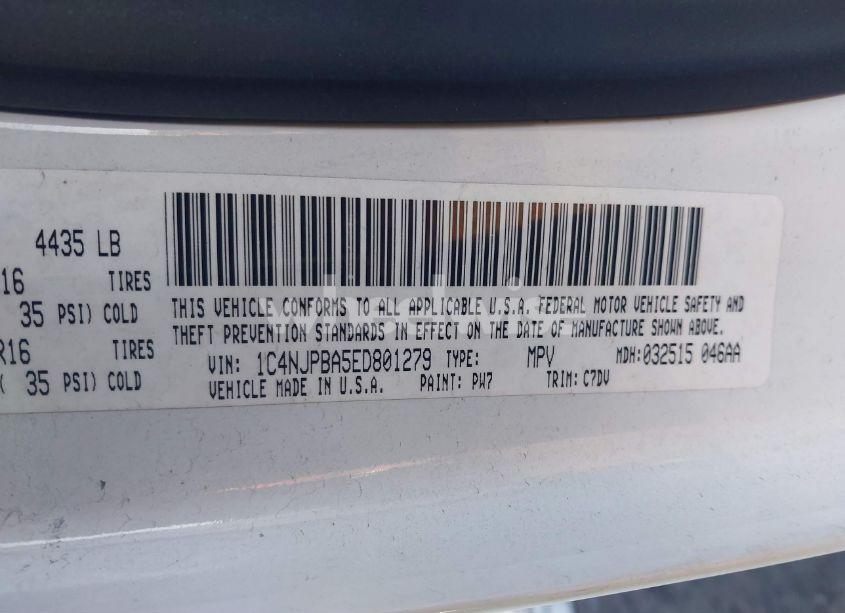 4435 LB
R16 TIRES
35 PSI) COLD
R16 TIRES
( 35 PSI) COLD
THIS VEHICLE CONFORMS TO ALL APPLICABLE U.S.A. FEDERAL MOTOR VEHICLE SAFETY AND
THEFT PREVENTION STANDARDS IN EFFECT ON THE DATE OF MANUFACTURE SHOWN ABOVE.
VIN: 1C4NJPBA5ED801279 TYPE: MPV MDH:032515 046AA
VEHICLE MADE IN U.S.A. PAINT: PW7 TRIM: C7DV